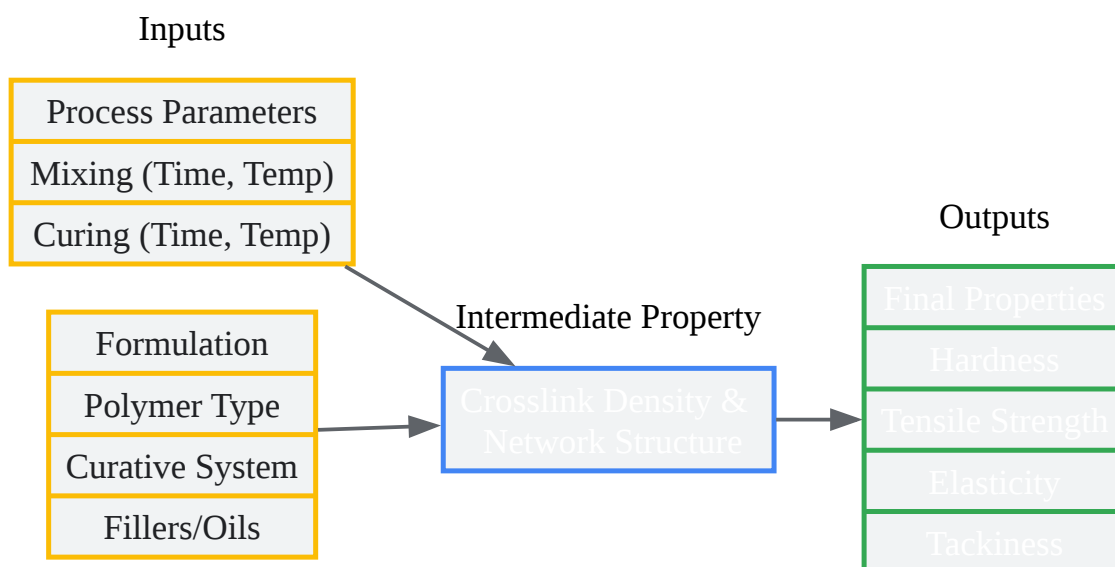 Inputs
Process Parameters
Mixing (Time, Temp)
Curing (Time, Temp)
Formulation
Polymer Type
Curative System
Fillers/Oils
Intermediate Property
Crosslink Density &
Network Structure
Outputs
Final Properties
Hardness
Tensile Strength
Elasticity
Tackiness